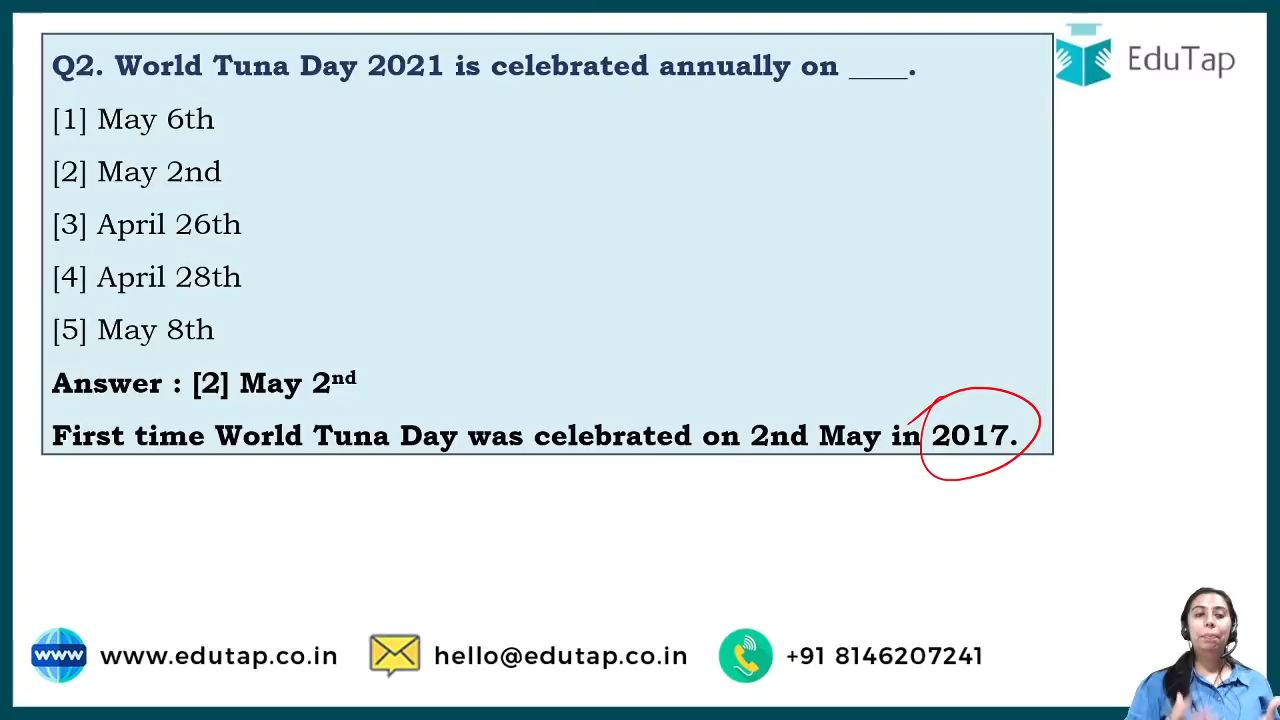 Q2. World Tuna Day 2021 is celebrated annually on ____.
EduTap
[1] May 6th
[2] May 2nd
[3] April 26th
[4] April 28th
[5] May 8th
Answer : [2] May 2nd
First time World Tuna Day was celebrated on 2nd May in 2017.
www www.edutap.co.in hello@edutap.co.in +91 8146207241